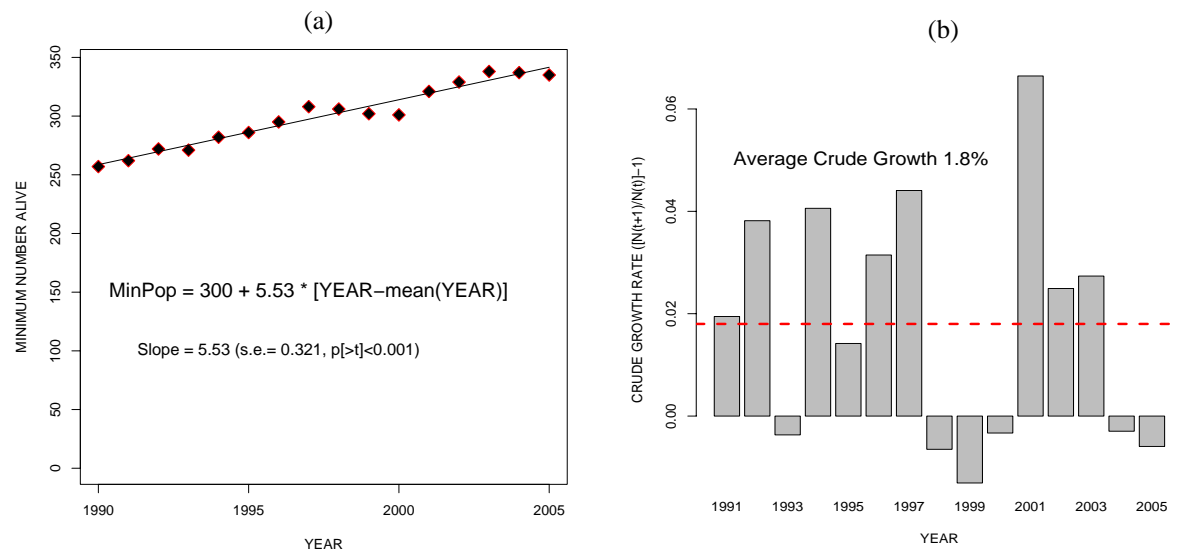 (a)
MINIMUM NUMBER ALIVE
350
300
250
200
150
100
50
0
MinPop = 300 + 5.53 * [YEAR−mean(YEAR)]
Slope = 5.53 (s.e.= 0.321, p[>t]<0.001)
1990 1995 2000 2005
YEAR
(b)
CRUDE GROWTH RATE ([N(t+1)/N(t)]−1)
0.06
0.04
0.02
0.00
Average Crude Growth 1.8%
1991 1993 1995 1997 1999 2001 2003 2005
YEAR